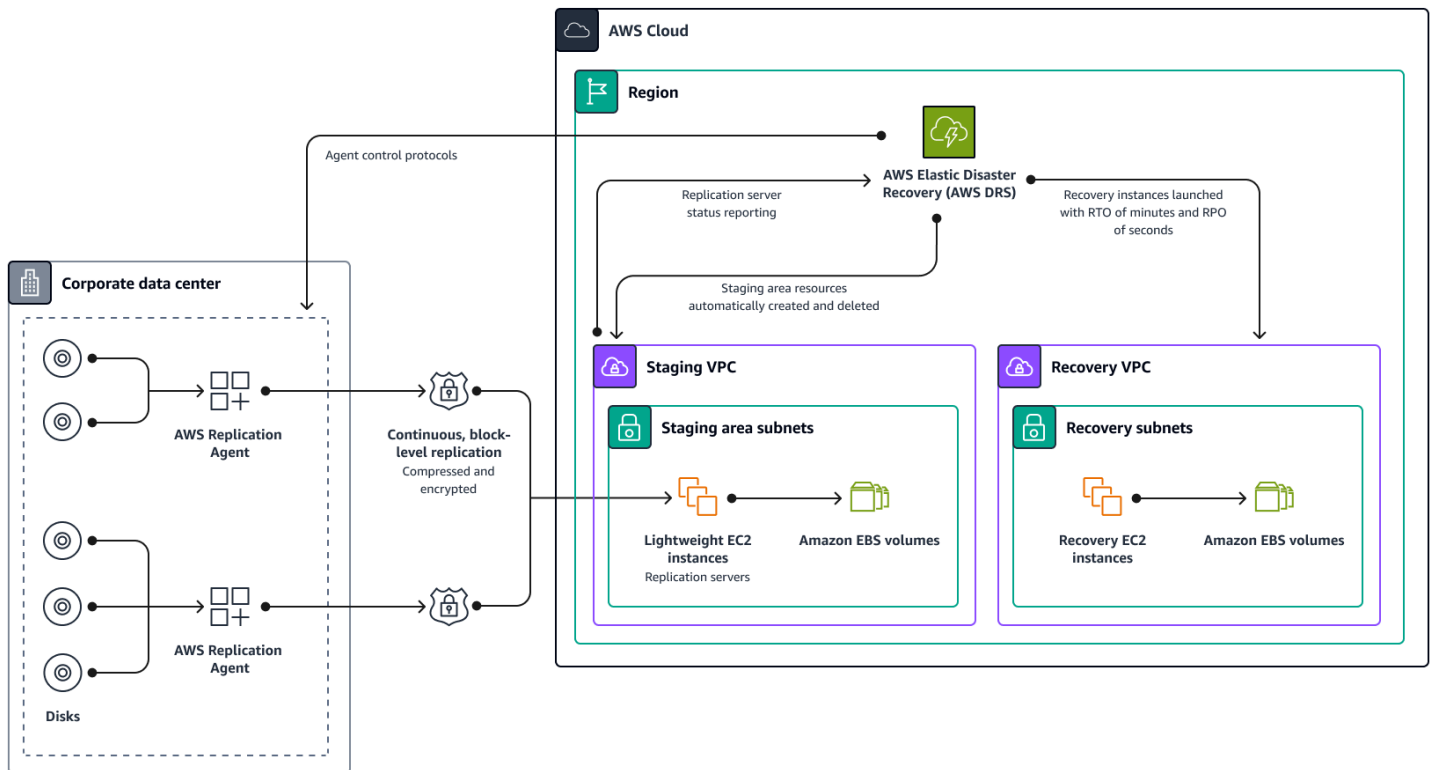 AWS Cloud
Region
Agent control protocols
AWS Elastic Disaster
Recovery (AWS DRS)
Replication server
status reporting
Recovery instances launched
with RTO of minutes and RPO
of seconds
Staging area resources
automatically created and deleted
Corporate data center
AWS Replication
Agent
Continuous, block-
level replication
Compressed and
encrypted
AWS Replication
Agent
Disks
Staging VPC
Staging area subnets
Lightweight EC2
instances
Replication servers
Amazon EBS volumes
Recovery VPC
Recovery subnets
Recovery EC2
instances
Amazon EBS volumes